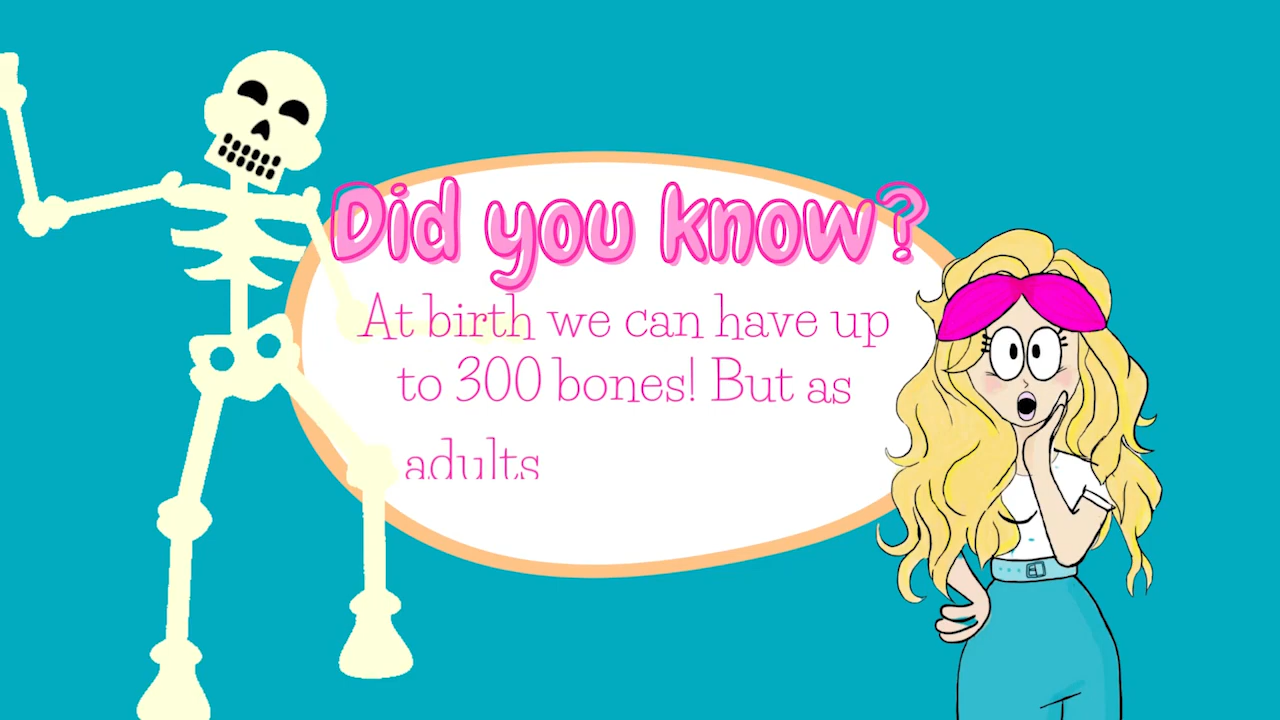 Did you know?
At birth we can have up
to 300 bones! But as
adults